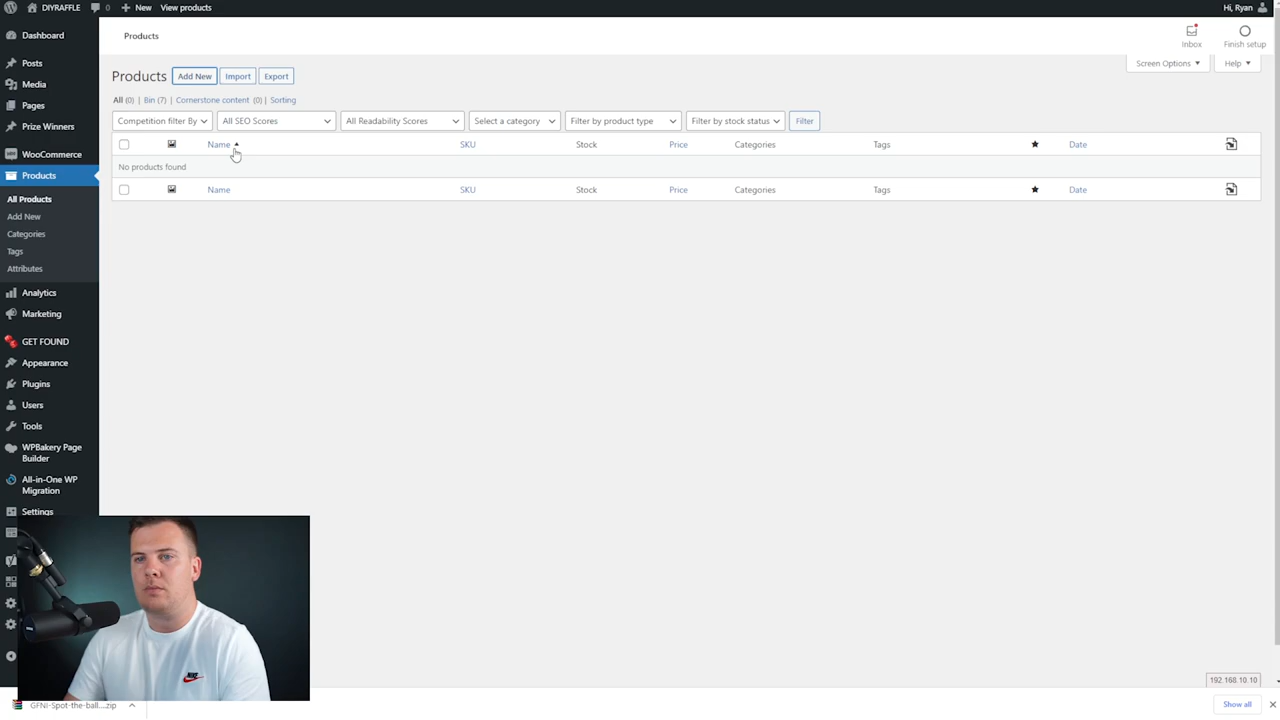 DIYRAFFLE 0 New View products Hi, Ryan
Dashboard
Posts
Media
Pages
Prize Winners
WooCommerce
Products
All Products
Add New
Categories
Tags
Attributes
Analytics
Marketing
GET FOUND
Appearance
Plugins
Users
Tools
WPBakery Page
Builder
All-in-One WP
Migration
Settings
Products
Inbox
Finish setup
Screen Options
Help
Products Add New Import Export
All (0) | Bin (7) | Cornerstone content (0) | Sorting
Competition filter By All SEO Scores All Readability Scores Select a category Filter by product type Filter by stock status Filter
Name SKU Stock Price Categories Tags Date
No products found
Name SKU Stock Price Categories Tags Date
192.168.10.10
GFNI-Spot-the-ball....zip
Show all